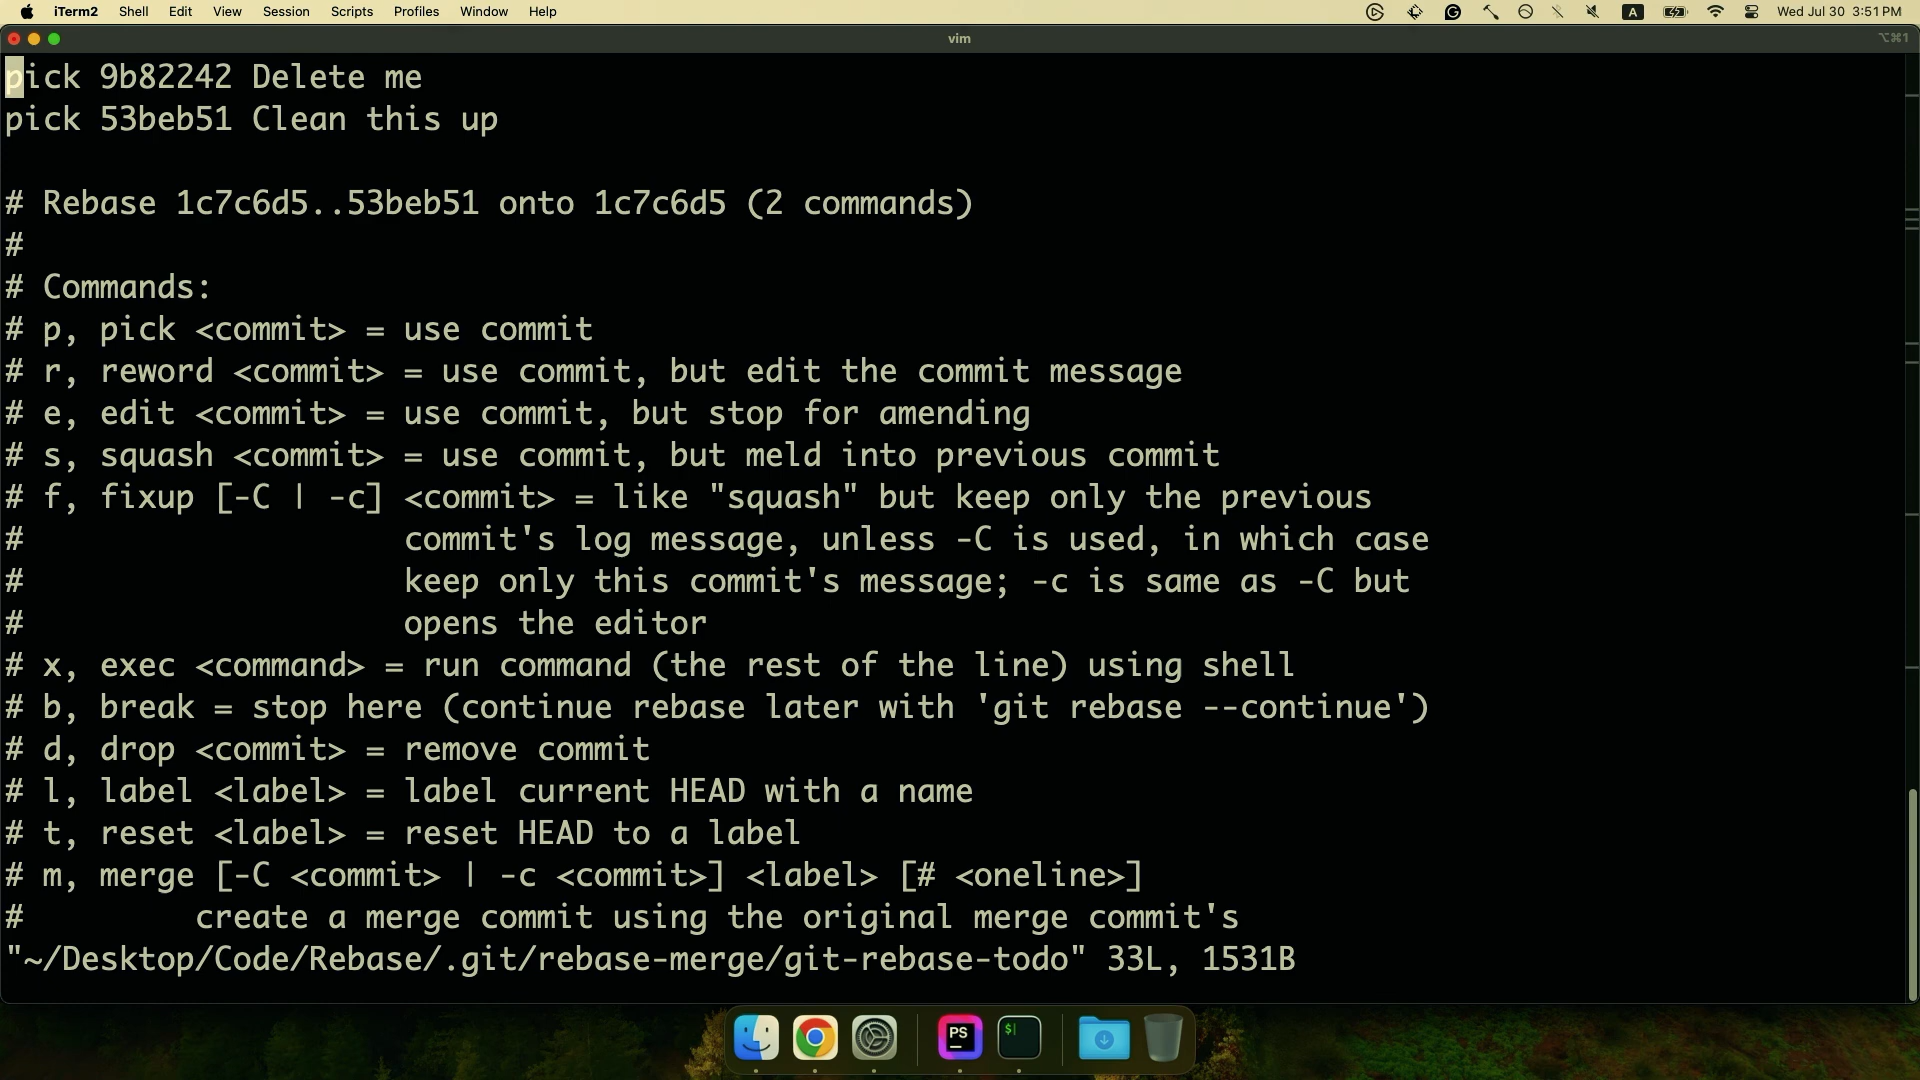 iTerm2 Shell Edit View Session Scripts Profiles Window Help A Wed Jul 30 3:51 PM
vim ⌥⌘1
pick 9b82242 Delete me
pick 53beb51 Clean this up
# Rebase 1c7c6d5..53beb51 onto 1c7c6d5 (2 commands)
#
# Commands:
# p, pick <commit> = use commit
# r, reword <commit> = use commit, but edit the commit message
# e, edit <commit> = use commit, but stop for amending
# s, squash <commit> = use commit, but meld into previous commit
# f, fixup [-C | -c] <commit> = like "squash" but keep only the previous
#                    commit's log message, unless -C is used, in which case
#                    keep only this commit's message; -c is same as -C but
#                    opens the editor
# x, exec <command> = run command (the rest of the line) using shell
# b, break = stop here (continue rebase later with 'git rebase --continue')
# d, drop <commit> = remove commit
# l, label <label> = label current HEAD with a name
# t, reset <label> = reset HEAD to a label
# m, merge [-C <commit> | -c <commit>] <label> [# <oneline>]
#         create a merge commit using the original merge commit's
"~/Desktop/Code/Rebase/.git/rebase-merge/git-rebase-todo" 33L, 1531B
PS $